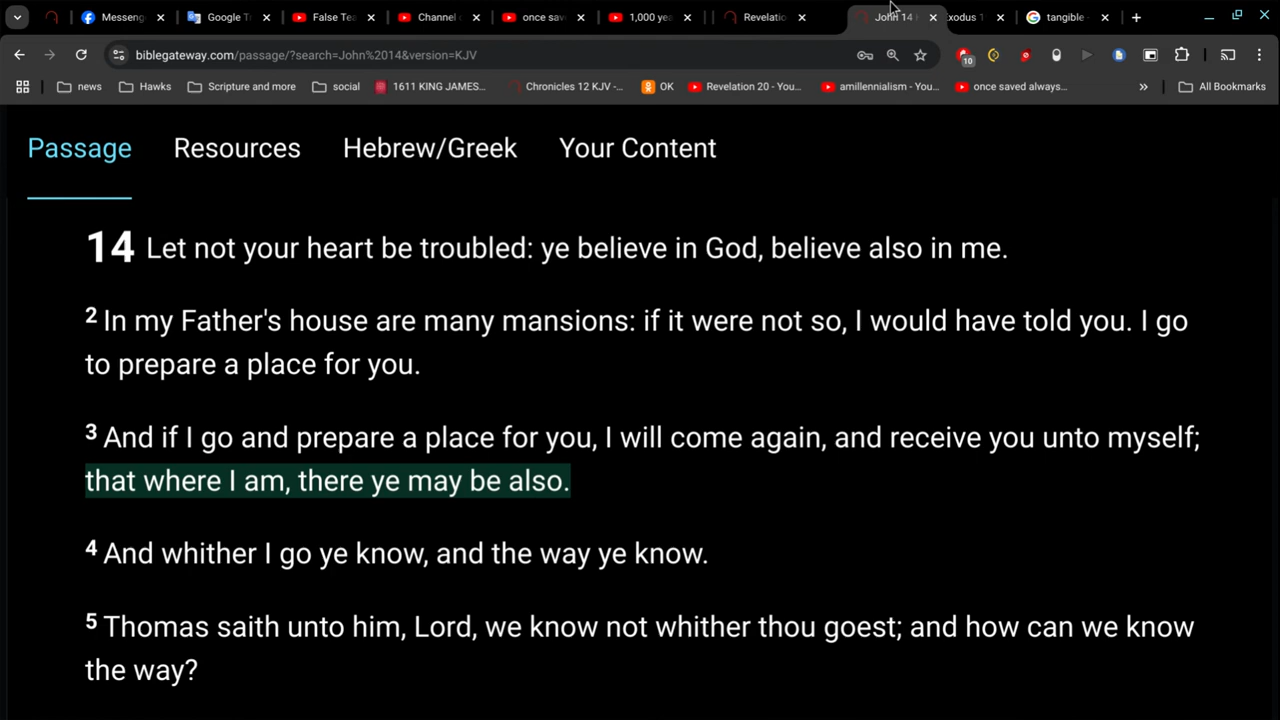 Messeng
Google T
False Tea
Channel
once sav
1,000 yea
Revelatio
John 14
Exodus 1
tangible
biblegateway.com/passage/?search=John%2014&version=KJV
10
news
Hawks
Scripture and more
social
1611 KING JAMES...
Chronicles 12 KJV -...
OK
Revelation 20 - You...
amillennialism - You...
once saved always...
»
All Bookmarks
Passage
Resources
Hebrew/Greek
Your Content
14 Let not your heart be troubled: ye believe in God, believe also in me.
2 In my Father's house are many mansions: if it were not so, I would have told you. I go
to prepare a place for you.
3 And if I go and prepare a place for you, I will come again, and receive you unto myself;
that where I am, there ye may be also.
4 And whither I go ye know, and the way ye know.
5 Thomas saith unto him, Lord, we know not whither thou goest; and how can we know
the way?